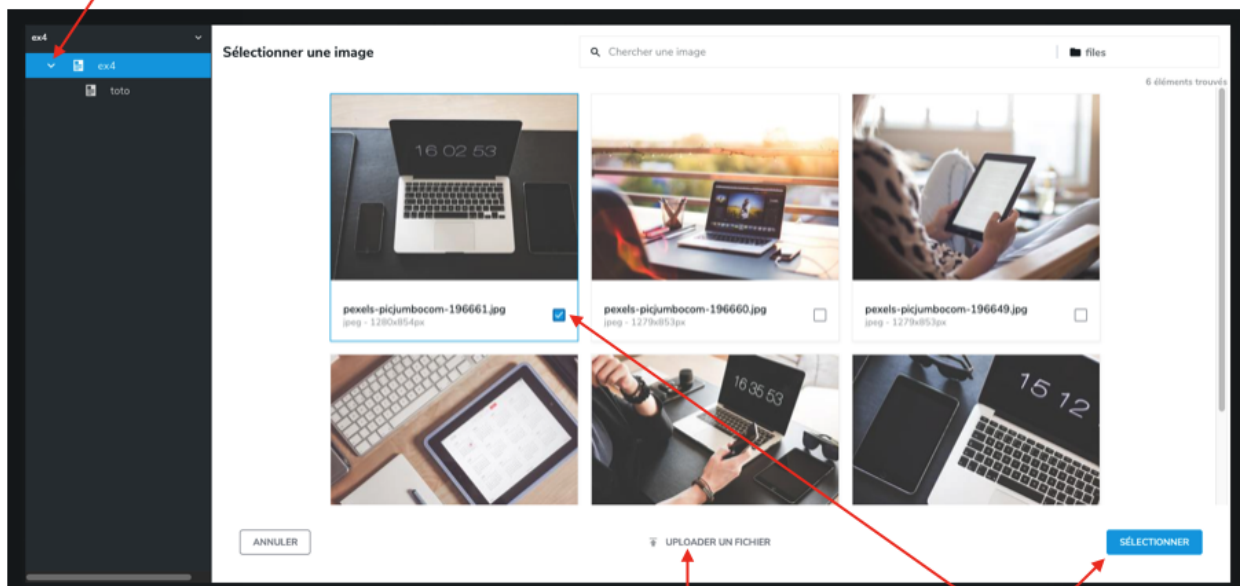 ex4
ex4
toto
Sélectionner une image
Chercher une image
files
6 éléments trouvés
16 02 53
pexels-picjumbocom-196661.jpg
jpeg - 1280x854px
pexels-picjumbocom-196660.jpg
jpeg - 1279x853px
pexels-picjumbocom-196649.jpg
jpeg - 1279x853px
16 35 53
15 12
ANNULER
UPLOADER UN FICHIER
SÉLECTIONNER